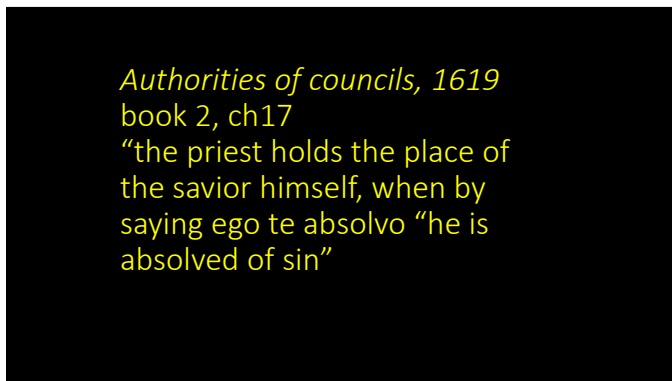 Authorities of councils, 1619
book 2, ch17
“the priest holds the place of
the savior himself, when by
saying ego te absolvo “he is
absolved of sin”